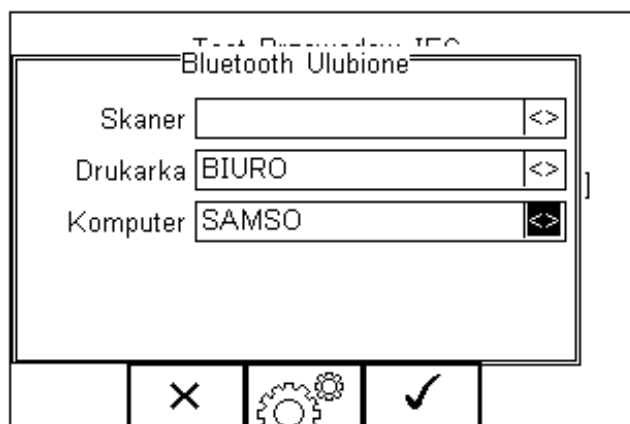 Bluetooth Ulubione
Skaner <>
Drukarka BIURO <>
Komputer SAMSO <>
]